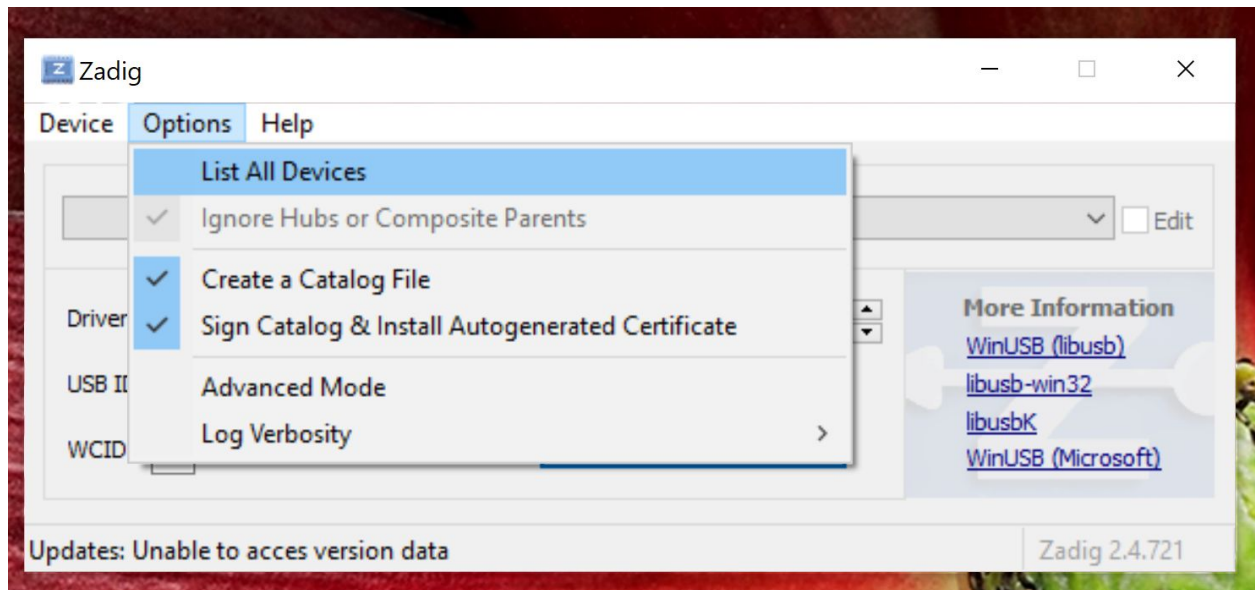 Zadig
Device Options Help
List All Devices
Ignore Hubs or Composite Parents
Edit
Create a Catalog File
Sign Catalog & Install Autogenerated Certificate
Advanced Mode
Log Verbosity
Driver
USB ID
WCID
More Information
WinUSB (libusb)
libusb-win32
libusbK
WinUSB (Microsoft)
Updates: Unable to acces version data
Zadig 2.4.721